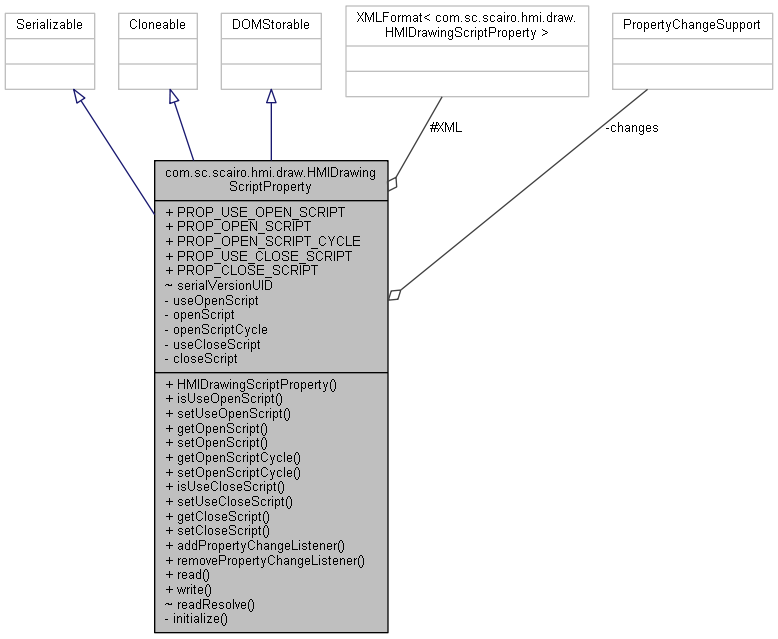 Serializable
Cloneable
DOMStorable
XMLFormat< com.sc.scairo.hmi.draw.
HMIDrawingScriptProperty >
PropertyChangeSupport
#XML
-changes
com.sc.scairo.hmi.draw.HMIDrawing
ScriptProperty
+ PROP_USE_OPEN_SCRIPT
+ PROP_OPEN_SCRIPT
+ PROP_OPEN_SCRIPT_CYCLE
+ PROP_USE_CLOSE_SCRIPT
+ PROP_CLOSE_SCRIPT
~ serialVersionUID
- useOpenScript
- openScript
- openScriptCycle
- useCloseScript
- closeScript
+ HMIDrawingScriptProperty()
+ isUseOpenScript()
+ setUseOpenScript()
+ getOpenScript()
+ setOpenScript()
+ getOpenScriptCycle()
+ setOpenScriptCycle()
+ isUseCloseScript()
+ setUseCloseScript()
+ getCloseScript()
+ setCloseScript()
+ addPropertyChangeListener()
+ removePropertyChangeListener()
+ read()
+ write()
~ readResolve()
- initialize()